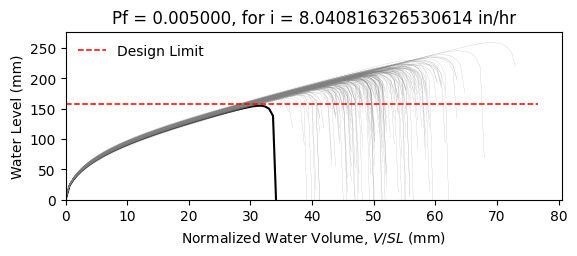 Pf = 0.005000, for i = 8.040816326530614 in/hr
Design Limit
Water Level (mm)
250
200
150
100
50
0
0 10 20 30 40 50 60 70 80
Normalized Water Volume, V/SL (mm)